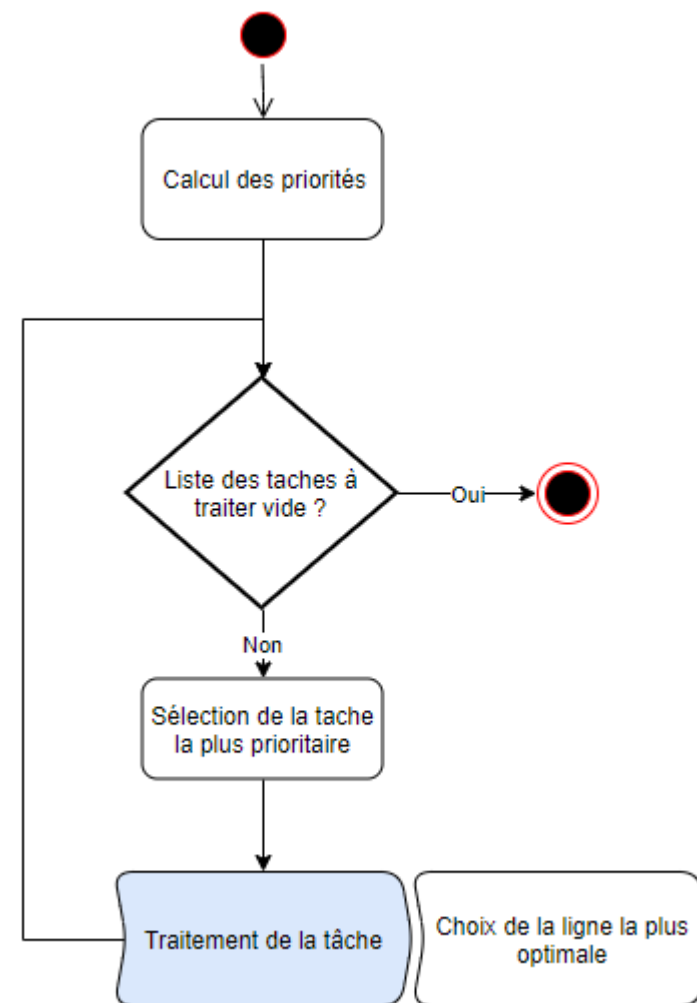 Calcul des priorités
Liste des taches à
traiter vide ?
Oui
Non
Sélection de la tache
la plus prioritaire
Traitement de la tâche
Choix de la ligne la plus
optimale